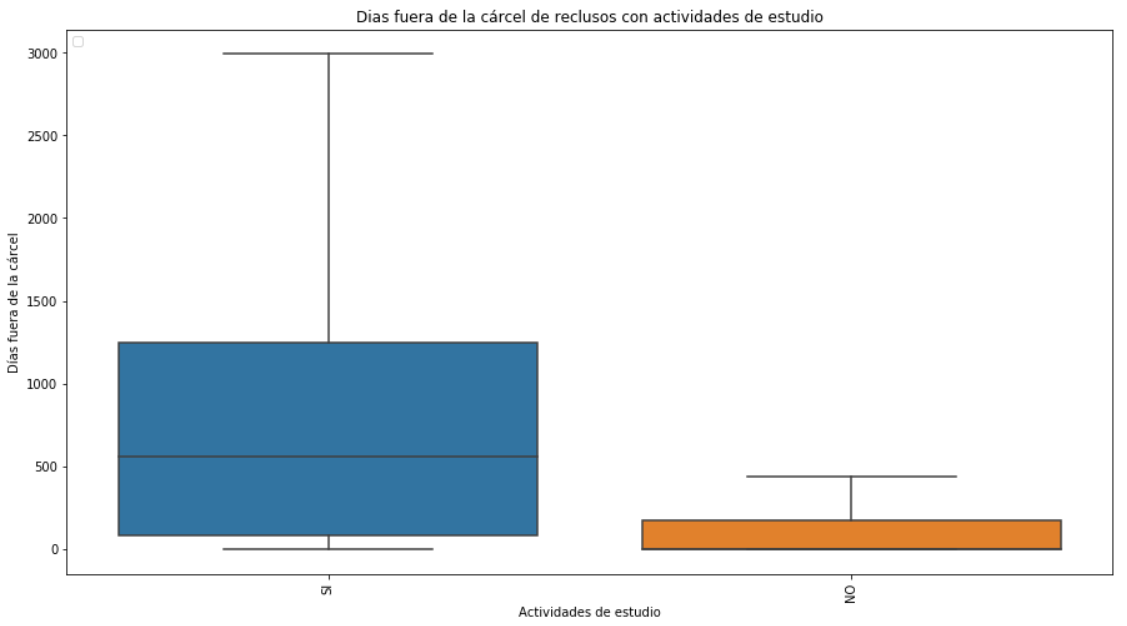 Dias fuera de la cárcel de reclusos con actividades de estudio
3000
2500
2000
1500
1000
500
0
Días fuera de la cárcel
SI
NO
Actividades de estudio